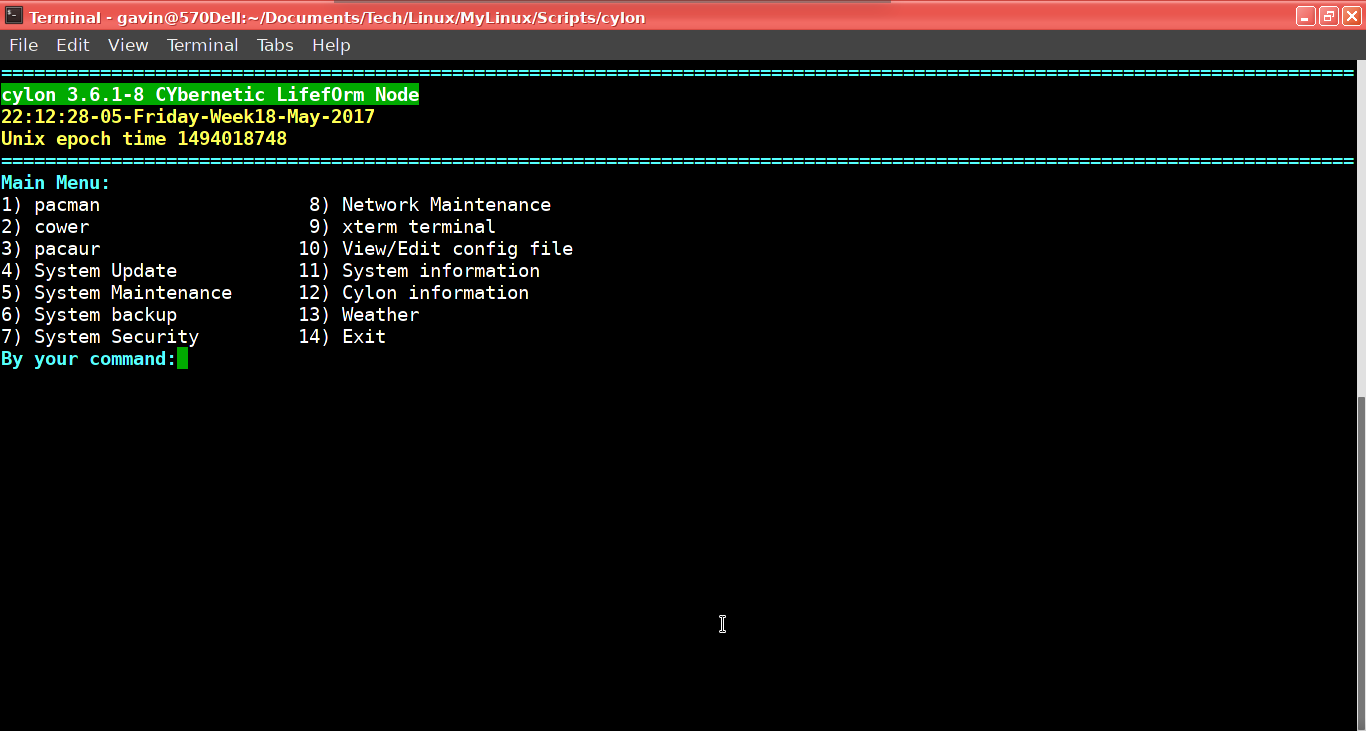 Terminal - gavin@570Dell:~/Documents/Tech/Linux/MyLinux/Scripts/cylon
File Edit View Terminal Tabs Help
===========================================================================================================================
cylon 3.6.1-8 CYbernetic LifefOrm Node
22:12:28-05-Friday-Week18-May-2017
Unix epoch time 1494018748
===========================================================================================================================
Main Menu:
1) pacman                   8) Network Maintenance
2) cower                    9) xterm terminal
3) pacaur                  10) View/Edit config file
4) System Update           11) System information
5) System Maintenance      12) Cylon information
6) System backup           13) Weather
7) System Security         14) Exit
By your command: